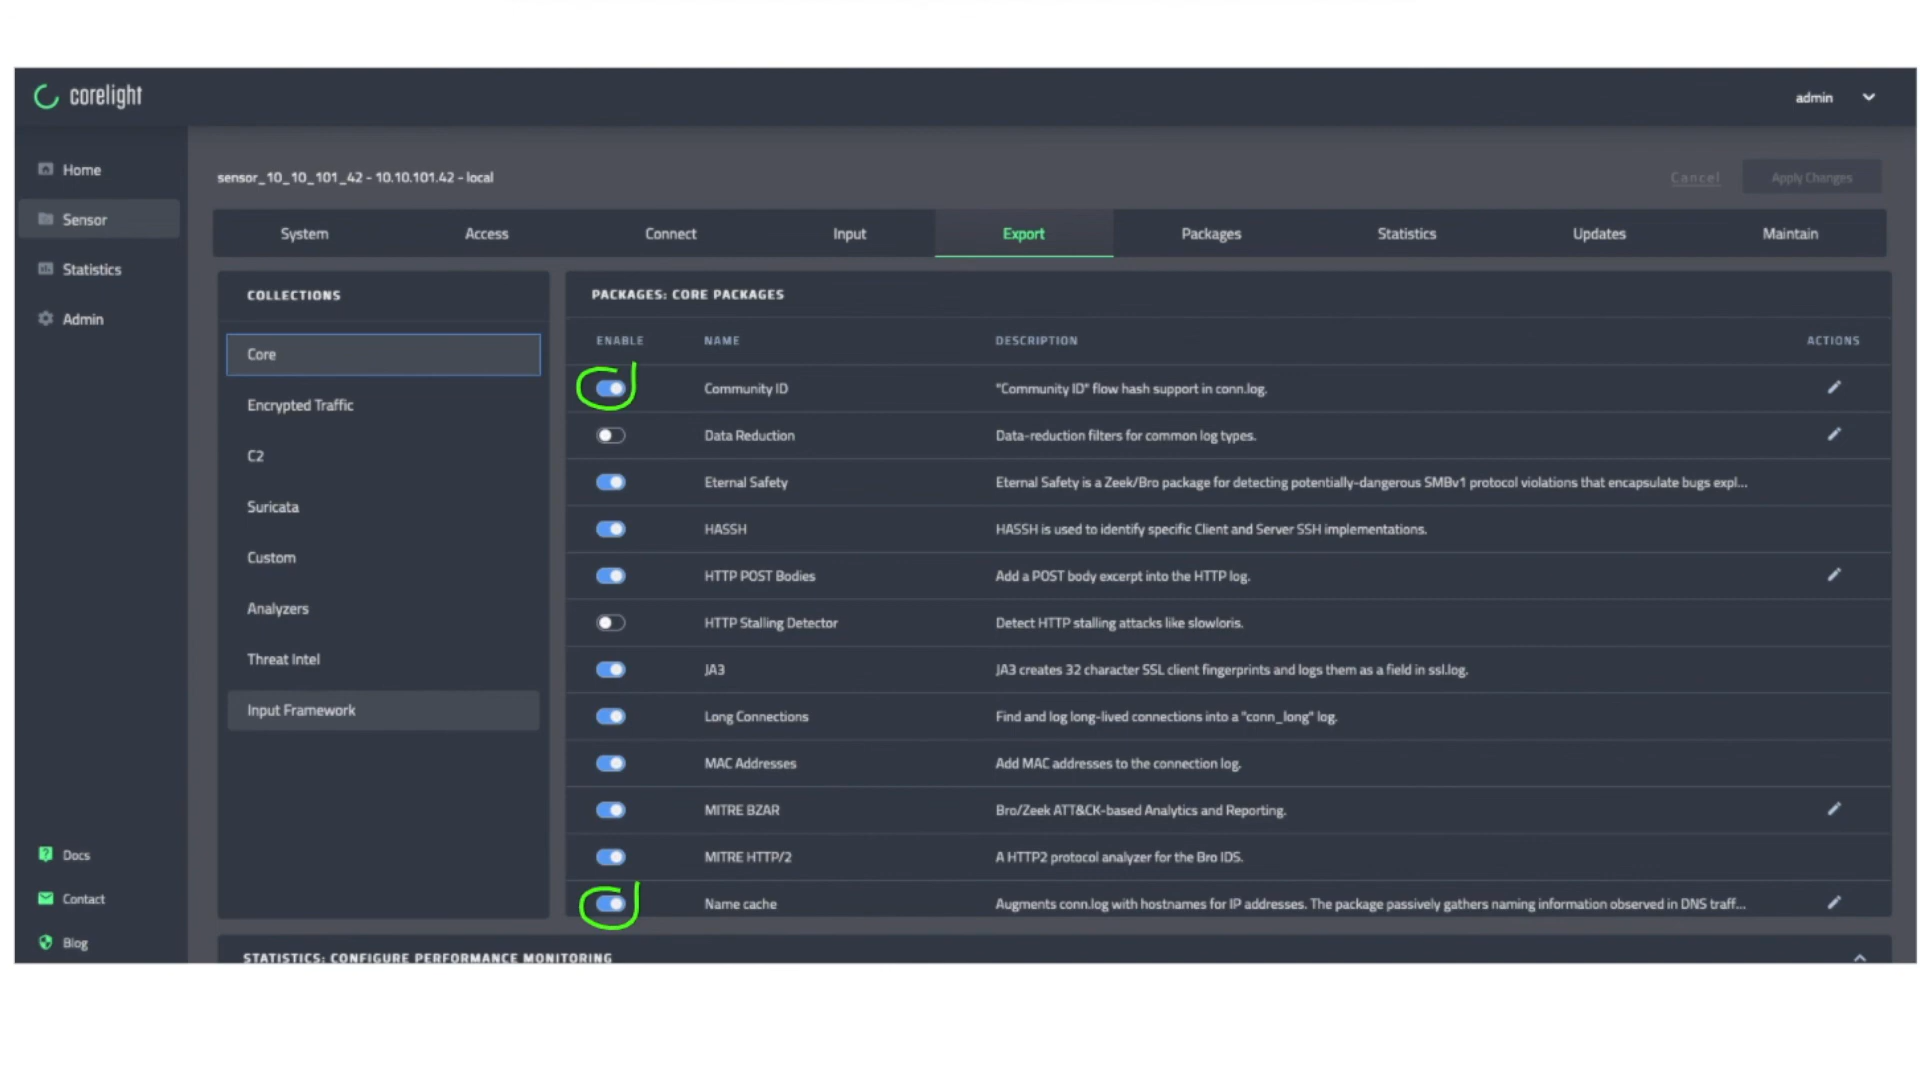 corelight
admin
Home
Sensor
Statistics
Admin
Docs
Contact
Blog
sensor_10_10_101_42 - 10.10.101.42 - local
Cancel
Apply Changes
System
Access
Connect
Input
Export
Packages
Statistics
Updates
Maintain
COLLECTIONS
Core
Encrypted Traffic
C2
Suricata
Custom
Analyzers
Threat Intel
Input Framework
PACKAGES: CORE PACKAGES
ENABLE NAME DESCRIPTION ACTIONS
Community ID "Community ID" flow hash support in conn.log.
Data Reduction Data-reduction filters for common log types.
Eternal Safety Eternal Safety is a Zeek/Bro package for detecting potentially-dangerous SMBv1 protocol violations that encapsulate bugs expl...
HASSH HASSH is used to identify specific Client and Server SSH implementations.
HTTP POST Bodies Add a POST body excerpt into the HTTP log.
HTTP Stalling Detector Detect HTTP stalling attacks like slowloris.
JA3 JA3 creates 32 character SSL client fingerprints and logs them as a field in ssl.log.
Long Connections Find and log long-lived connections into a "conn_long" log.
MAC Addresses Add MAC addresses to the connection log.
MITRE BZAR Bro/Zeek ATT&CK-based Analytics and Reporting.
MITRE HTTP/2 A HTTP2 protocol analyzer for the Bro IDS.
Name cache Augments conn.log with hostnames for IP addresses. The package passively gathers naming information observed in DNS traff...
STATISTICS: CONFIGURE PERFORMANCE MONITORING